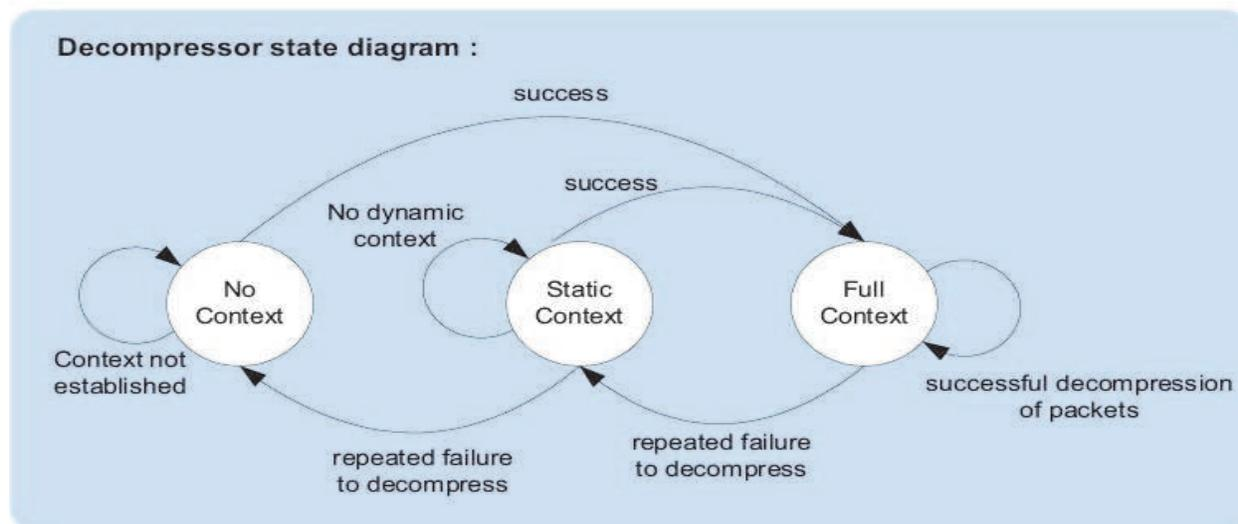 Decompressor state diagram :
success
success
No dynamic
context
No
Context
Static
Context
Full
Context
Context not
established
successful decompression
of packets
repeated failure
to decompress
repeated failure
to decompress